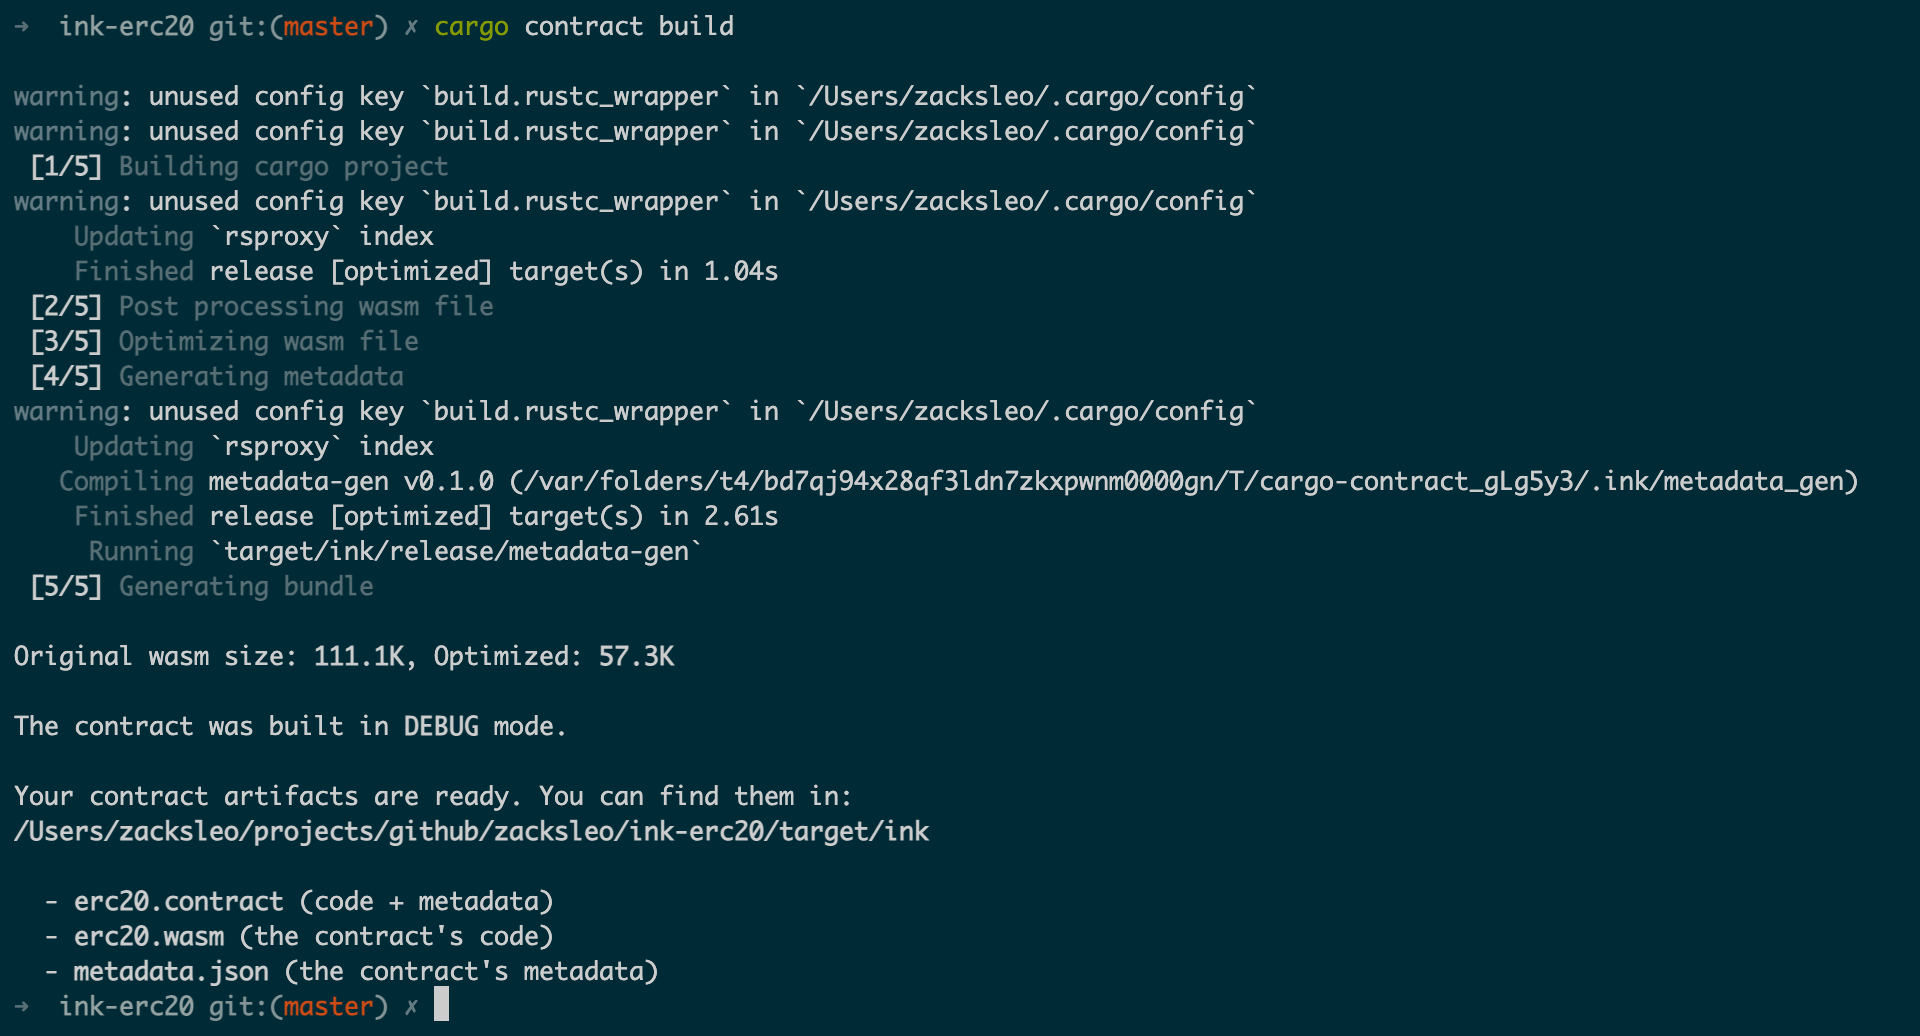 → ink-erc20 git:(master) ✗ cargo contract build
warning: unused config key `build.rustc_wrapper` in `/Users/zacksleo/.cargo/config`
warning: unused config key `build.rustc_wrapper` in `/Users/zacksleo/.cargo/config`
[1/5] Building cargo project
warning: unused config key `build.rustc_wrapper` in `/Users/zacksleo/.cargo/config`
Updating `rsproxy` index
Finished release [optimized] target(s) in 1.04s
[2/5] Post processing wasm file
[3/5] Optimizing wasm file
[4/5] Generating metadata
warning: unused config key `build.rustc_wrapper` in `/Users/zacksleo/.cargo/config`
Updating `rsproxy` index
Compiling metadata-gen v0.1.0 (/var/folders/t4/bd7qj94x28qf3ldn7zkxpwnm0000gn/T/cargo-contract_gLg5y3/.ink/metadata_gen)
Finished release [optimized] target(s) in 2.61s
Running `target/ink/release/metadata-gen`
[5/5] Generating bundle
Original wasm size: 111.1K, Optimized: 57.3K
The contract was built in DEBUG mode.
Your contract artifacts are ready. You can find them in:
/Users/zacksleo/projects/github/zacksleo/ink-erc20/target/ink
- erc20.contract (code + metadata)
- erc20.wasm (the contract's code)
- metadata.json (the contract's metadata)
→ ink-erc20 git:(master) ✗